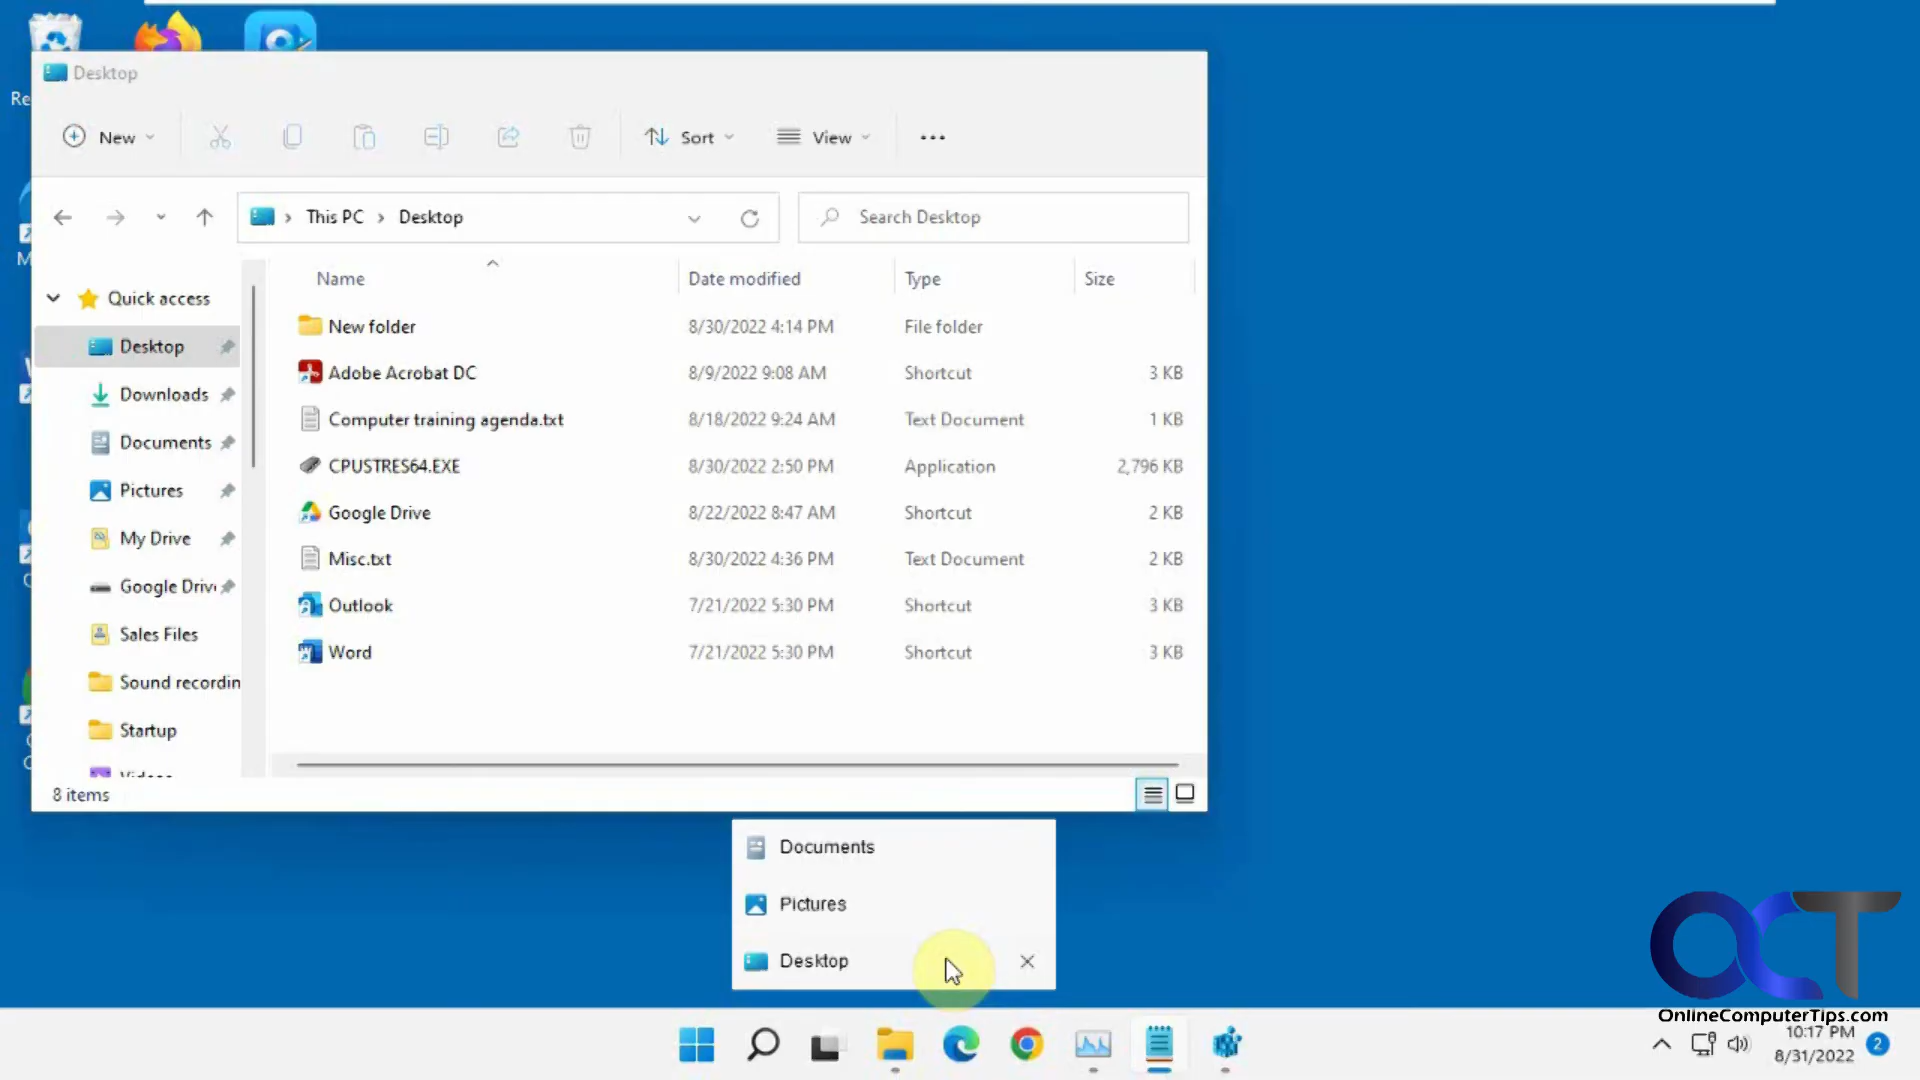 Re
Desktop
New
Sort
View
This PC
Desktop
Search Desktop
M
Name
Date modified
Type
Size
Quick access
Desktop
Downloads
Documents
Pictures
My Drive
Google Driv
Sales Files
Sound recordin
Startup
New folder 8/30/2022 4:14 PM File folder
Adobe Acrobat DC 8/9/2022 9:08 AM Shortcut 3 KB
Computer training agenda.txt 8/18/2022 9:24 AM Text Document 1 KB
CPUSTRES64.EXE 8/30/2022 2:50 PM Application 2,796 KB
Google Drive 8/22/2022 8:47 AM Shortcut 2 KB
Misc.txt 8/30/2022 4:36 PM Text Document 2 KB
Outlook 7/21/2022 5:30 PM Shortcut 3 KB
Word 7/21/2022 5:30 PM Shortcut 3 KB
8 items
Documents
Pictures
Desktop
OCT
OnlineComputerTips.com
10:17 PM
8/31/2022
2